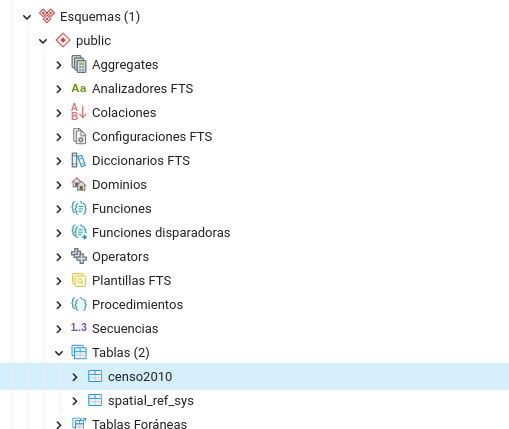 Esquemas (1)
public
Aggregates
Aa Analizadores FTS
AB Colaciones
Configuraciones FTS
Diccionarios FTS
Dominios
Funciones
Funciones disparadoras
Operators
Plantillas FTS
Procedimientos
1..3 Secuencias
Tablas (2)
censo2010
spatial_ref_sys
Tablas Foráneas